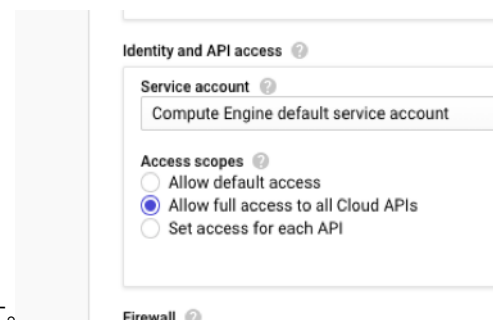 Identity and API access
Service account
Compute Engine default service account
Access scopes
Allow default access
Allow full access to all Cloud APIs
Set access for each API
Firewall